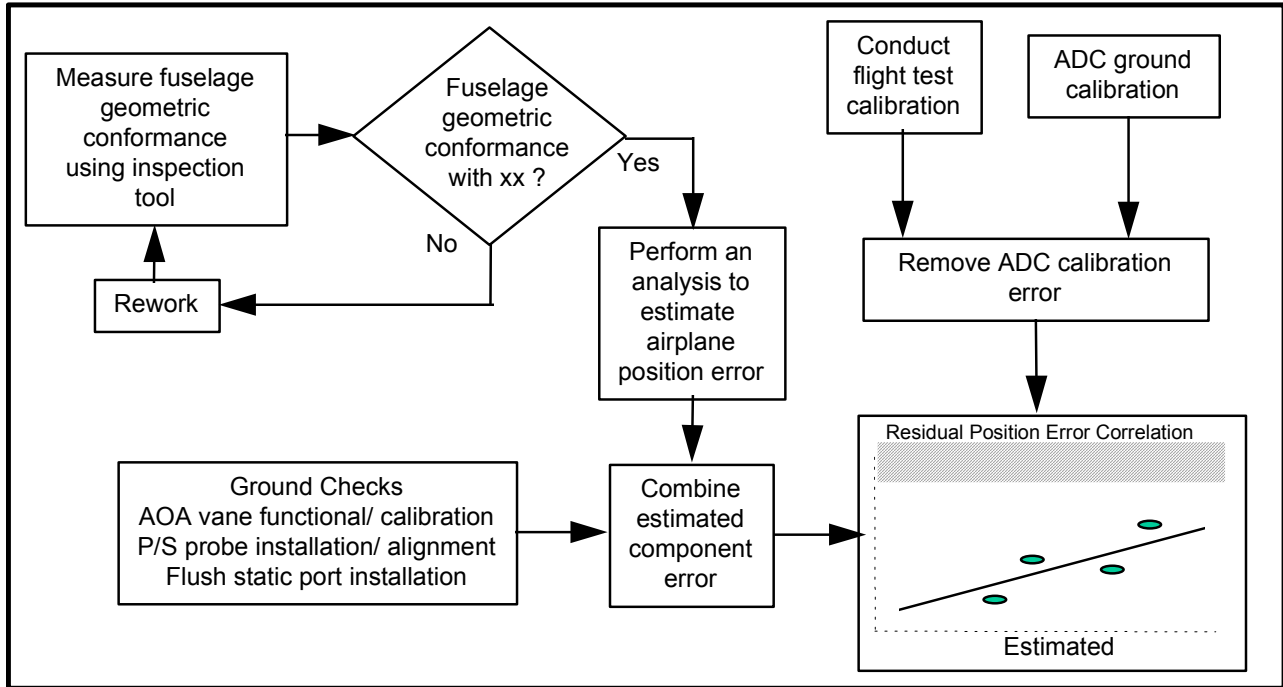 Measure fuselage
geometric
conformance
using inspection
tool
Fuselage
geometric
conformance
with xx ?
Yes
No
Rework
Perform an
analysis to
estimate
airplane
position error
Conduct
flight test
calibration
ADC ground
calibration
Remove ADC calibration
error
Ground Checks
AOA vane functional/ calibration
P/S probe installation/ alignment
Flush static port installation
Combine
estimated
component
error
Residual Position Error Correlation
Estimated